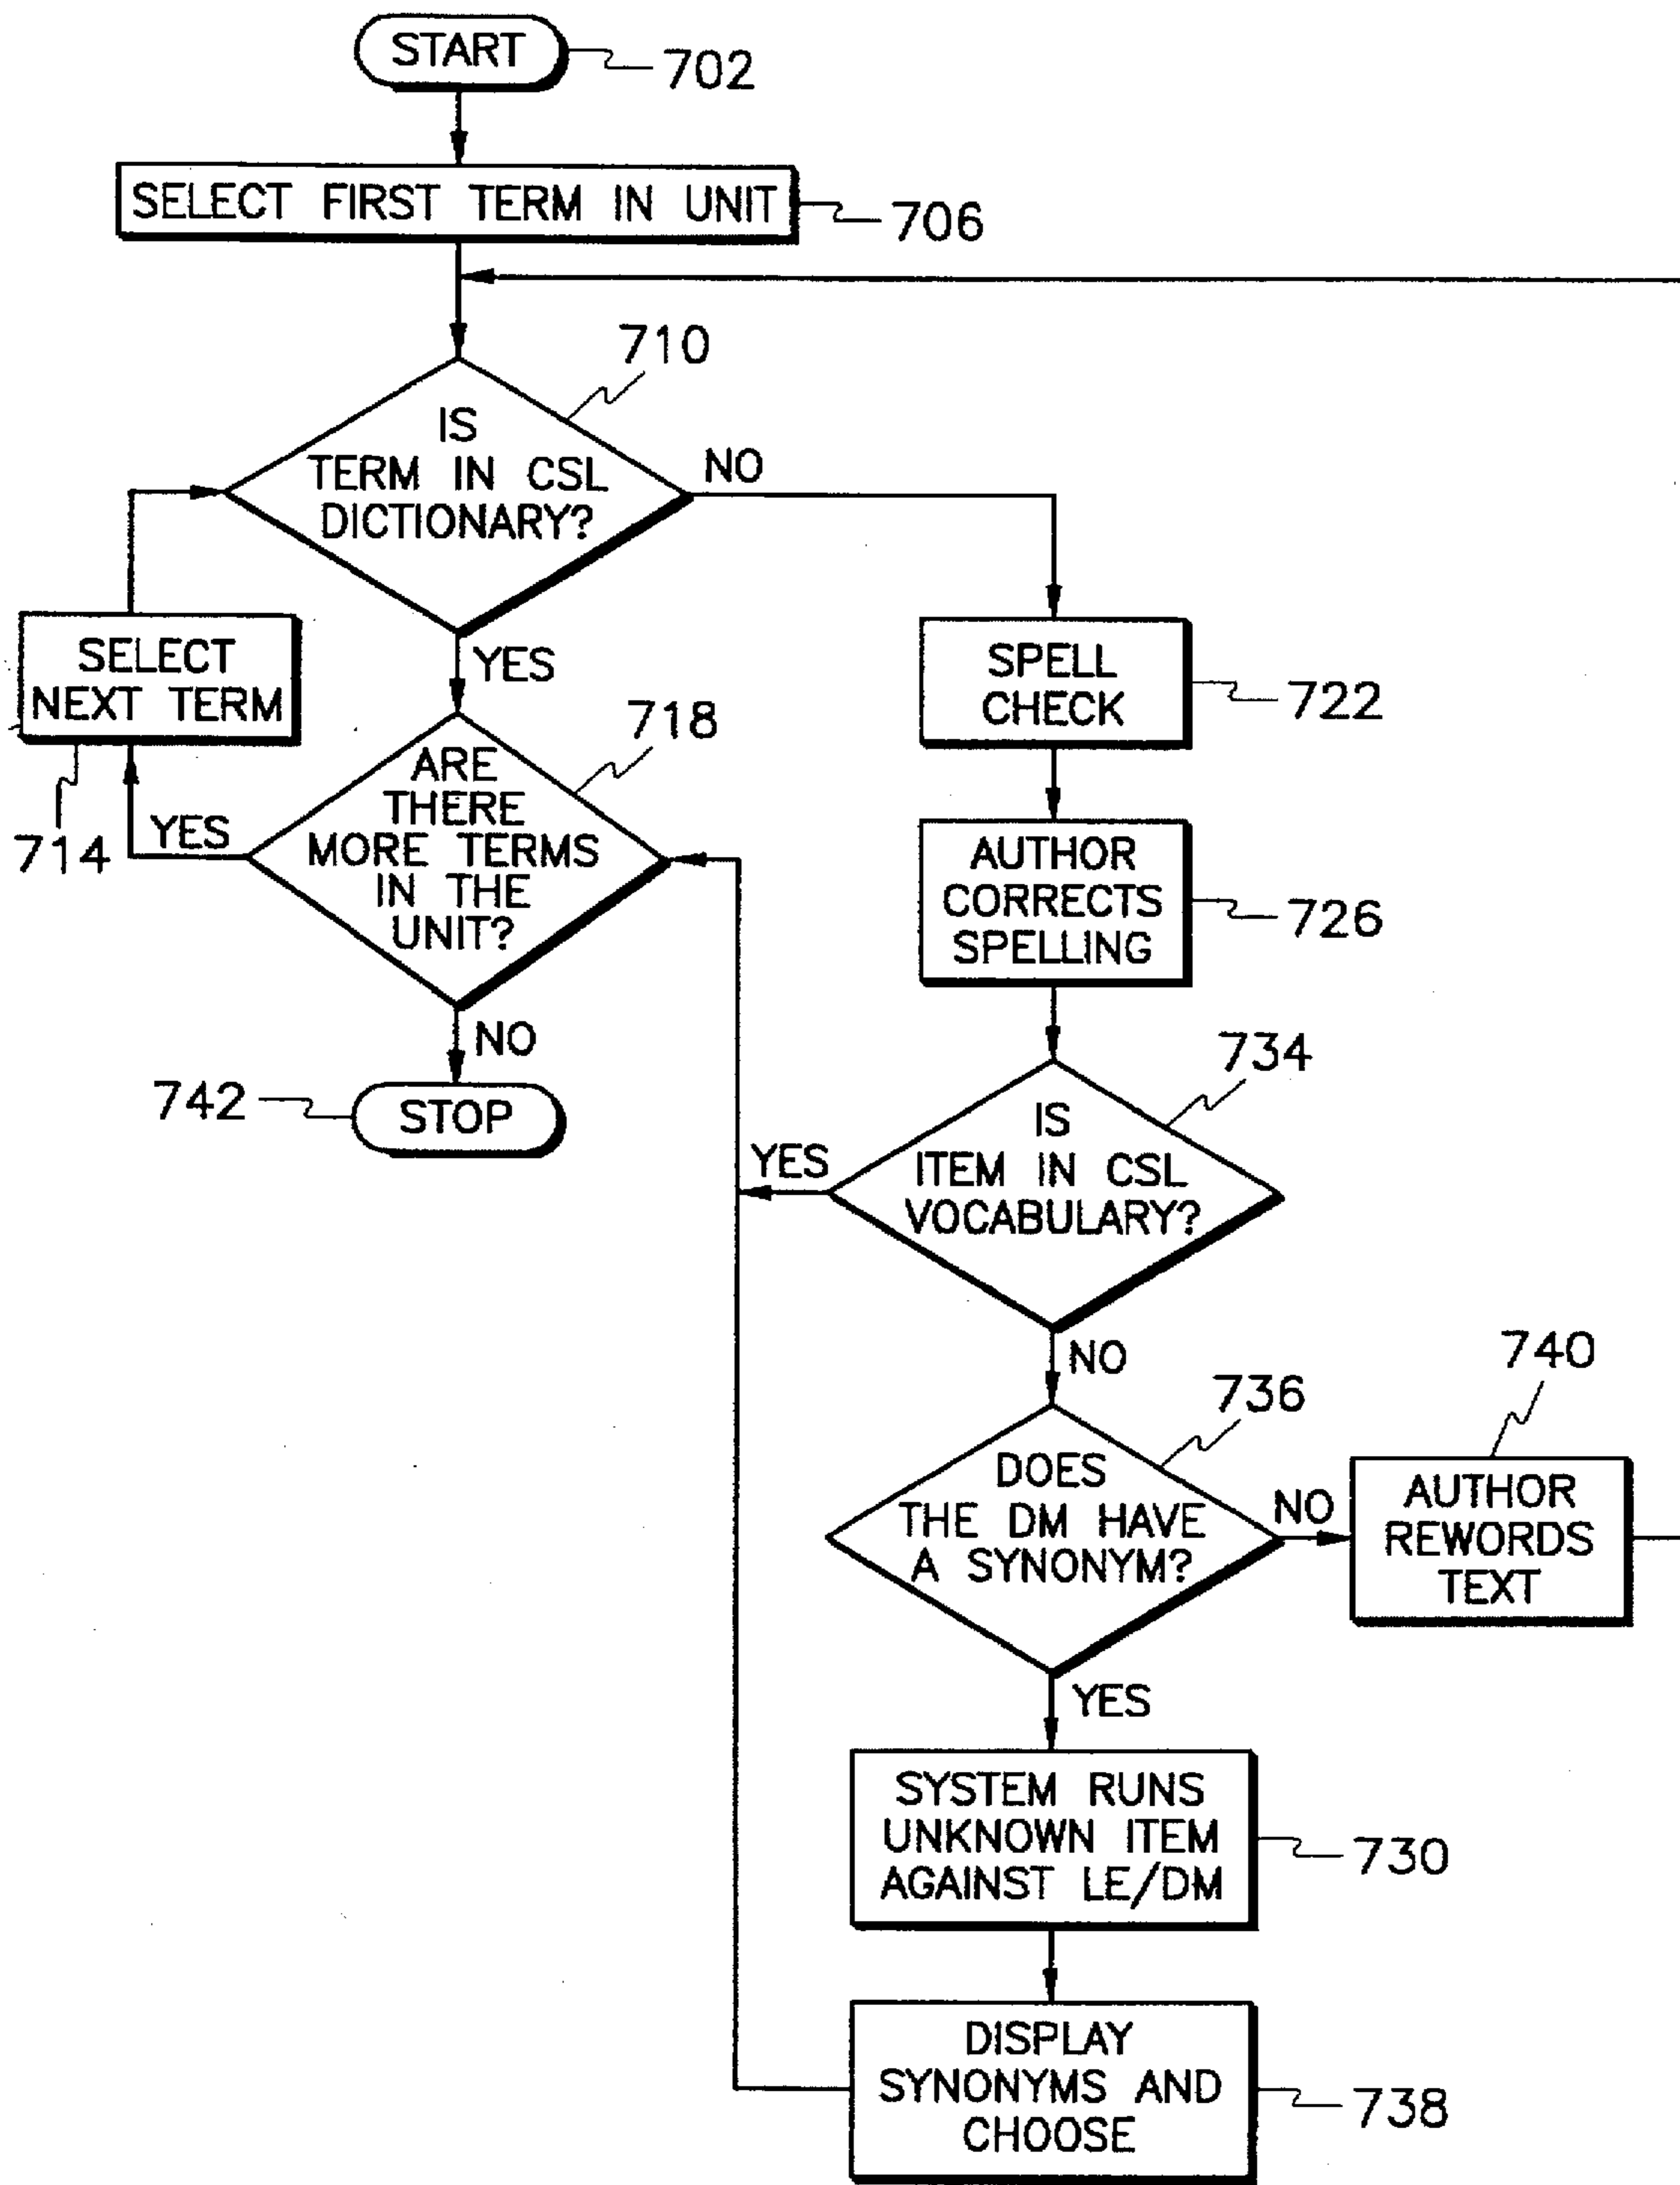 START
702
SELECT FIRST TERM IN UNIT
706
710
IS
TERM IN CSL
DICTIONARY?
NO
YES
SELECT
NEXT TERM
714
718
ARE
THERE
MORE TERMS
IN THE
UNIT?
YES
NO
742
STOP
SPELL
CHECK
722
AUTHOR
CORRECTS
SPELLING
726
734
IS
ITEM IN CSL
VOCABULARY?
YES
NO
736
DOES
THE DM HAVE
A SYNONYM?
NO
740
AUTHOR
REWORDS
TEXT
YES
SYSTEM RUNS
UNKNOWN ITEM
AGAINST LE/DM
730
DISPLAY
SYNONYMS AND
CHOOSE
738